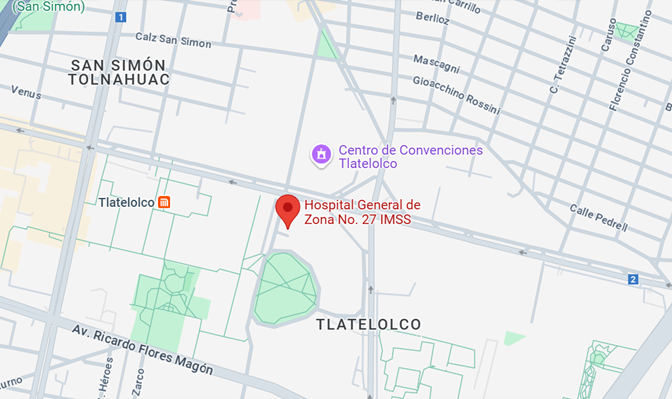 (San Simón)
1
Carrillo
Berlioz
Calz San Simon
Caruso
Florencio Constantino
C. Tetrazzini
Mascagni
Gioacchino Rossini
SAN SIMÓN
TOLNAHUAC
Venus
Centro de Convenciones
Tlatelolco
Tlatelolco
Hospital General de
Zona No. 27 IMSS
Calle Pedrell
2
TLATELOLCO
Av. Ricardo Flores Magón
. Héroes
Zarco
turno